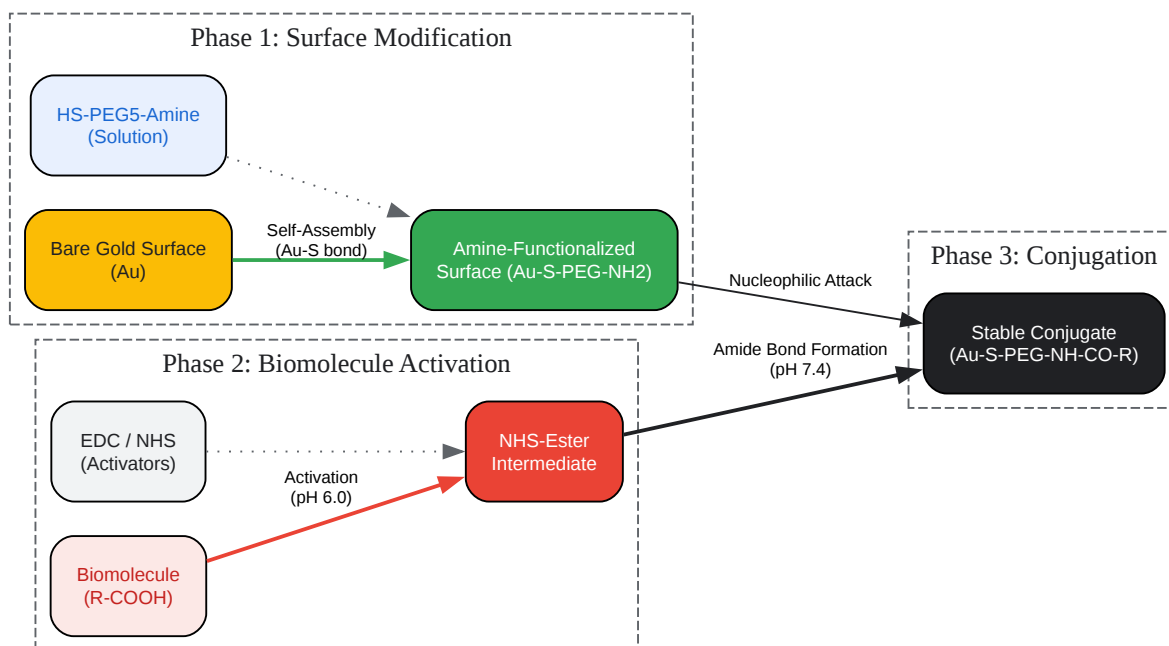 Phase 1: Surface Modification
HS-PEG5-Amine
(Solution)
Bare Gold Surface
(Au)
Self-Assembly
(Au-S bond)
Amine-Functionalized
Surface (Au-S-PEG-NH2)
Nucleophilic Attack
Phase 2: Biomolecule Activation
EDC / NHS
(Activators)
Biomolecule
(R-COOH)
Activation
(pH 6.0)
NHS-Ester
Intermediate
Amide Bond Formation
(pH 7.4)
Phase 3: Conjugation
Stable Conjugate
(Au-S-PEG-NH-CO-R)